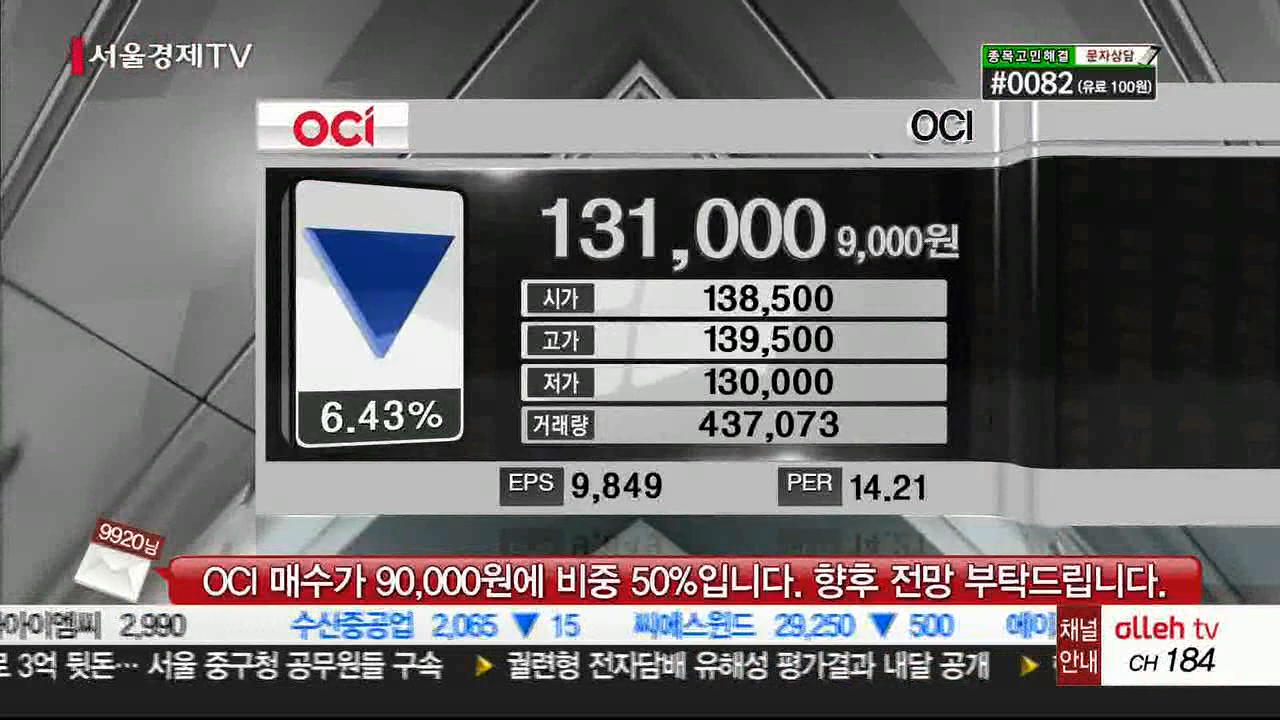 서울경제TV
종목고민해결 문자상담
#0082 (유료 100원)
OCI OCI
131,000 9,000원
시가 138,500
고가 139,500
저가 130,000
거래량 437,073
6.43%
EPS 9,849 PER 14.21
9920님
OCI 매수가 90,000원에 비중 50%입니다. 향후 전망 부탁드립니다.
아이엠씨 2,990 수산중공업 2,065 ▼ 15 씨에스윈드 29,250 ▼ 500
3억 뒷돈… 서울 중구청 공무원들 구속 ▶ 궐련형 전자담배 유해성 평가결과 내달 공개 ▶
채널안내 olleh tv
CH 184